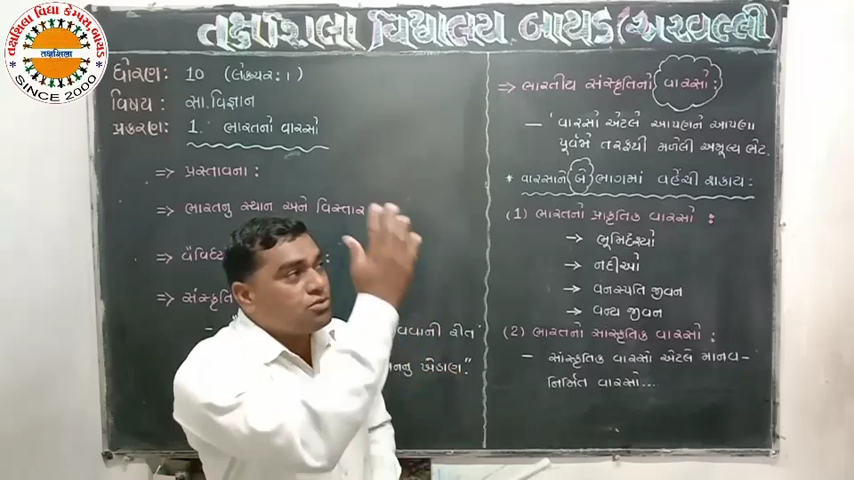 તક્ષશિલા વિદ્યા કેમ્પસ બાયડ
તક્ષશિલા
SINCE 2000
તક્ષશિલા વિદ્યાલય બાયડ (અરવલ્લી)
ધોરણ: 10 (લેક્ચર: 1)
વિષય: સા.વિજ્ઞાન
પ્રકરણ: 1. ભારતનો વારસો
⇒ પ્રસ્તાવના :
⇒ ભારતનુ સ્થાન અને વિસ્તાર
⇒
⇒
વવાની રીત'
ખેડાણ."
⇒ ભારતીય સંસ્કૃતિનો વારસો :
- 'વારસો એટલે આપણને આપણા
પૂર્વજો તરફથી મળેલી અમૂલ્ય ભેટ.
* વારસાને બે ભાગમાં વહેંચી શકાય :
(1) ભારતનો પ્રાકૃતિક વારસો :
→ ભૂમિદૃશ્યો
→ નદીઓ
→ વનસ્પતિ જીવન
→ વન્ય જીવન
(2) ભારતનો સાંસ્કૃતિક વારસો :
- સાંસ્કૃતિક વારસો એટલે માનવ-
નિર્મિત વારસો...